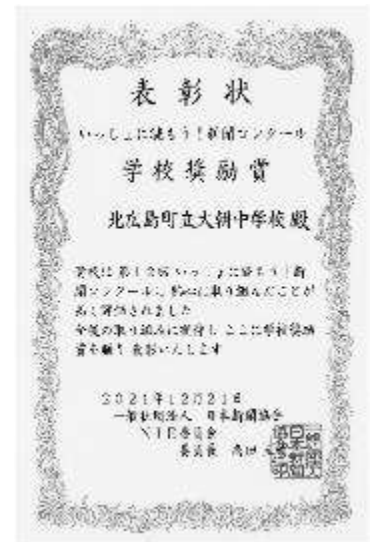 表彰状
いっしょに読もう！新聞コンクール
学校奨励賞
北広島町立大朝中学校 殿
貴校は第12回いっしょに読もう！新
聞コンクールに熱心に取り組んだことが
高く評価されました
今後の取り組みに期待し ここに学校奨励
賞を贈り 表彰いたします
2021年12月21日
一般社団法人 日本新聞協会
NIE委員会
委員長